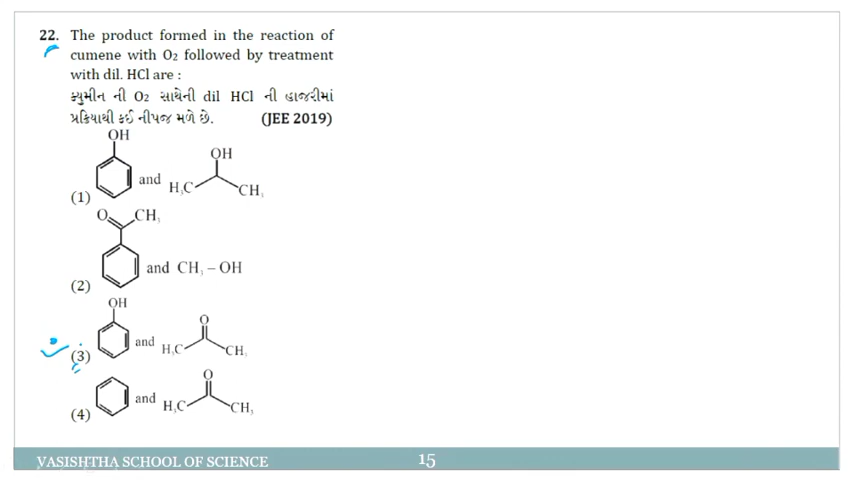 22. The product formed in the reaction of
cumene with O₂ followed by treatment
with dil. HCl are :
ક્યુમીન ની O₂ સાથેની dil HCl ની હાજરીમાં
પ્રક્રિયાથી કઈ નીપજ મળે છે. (JEE 2019)
OH
OH
(1) and H₃C CH₃
O CH₃
(2) and CH₃ – OH
OH
O
(3) and H₃C CH₃
O
(4) and H₃C CH₃
VASISHTHA SCHOOL OF SCIENCE 15